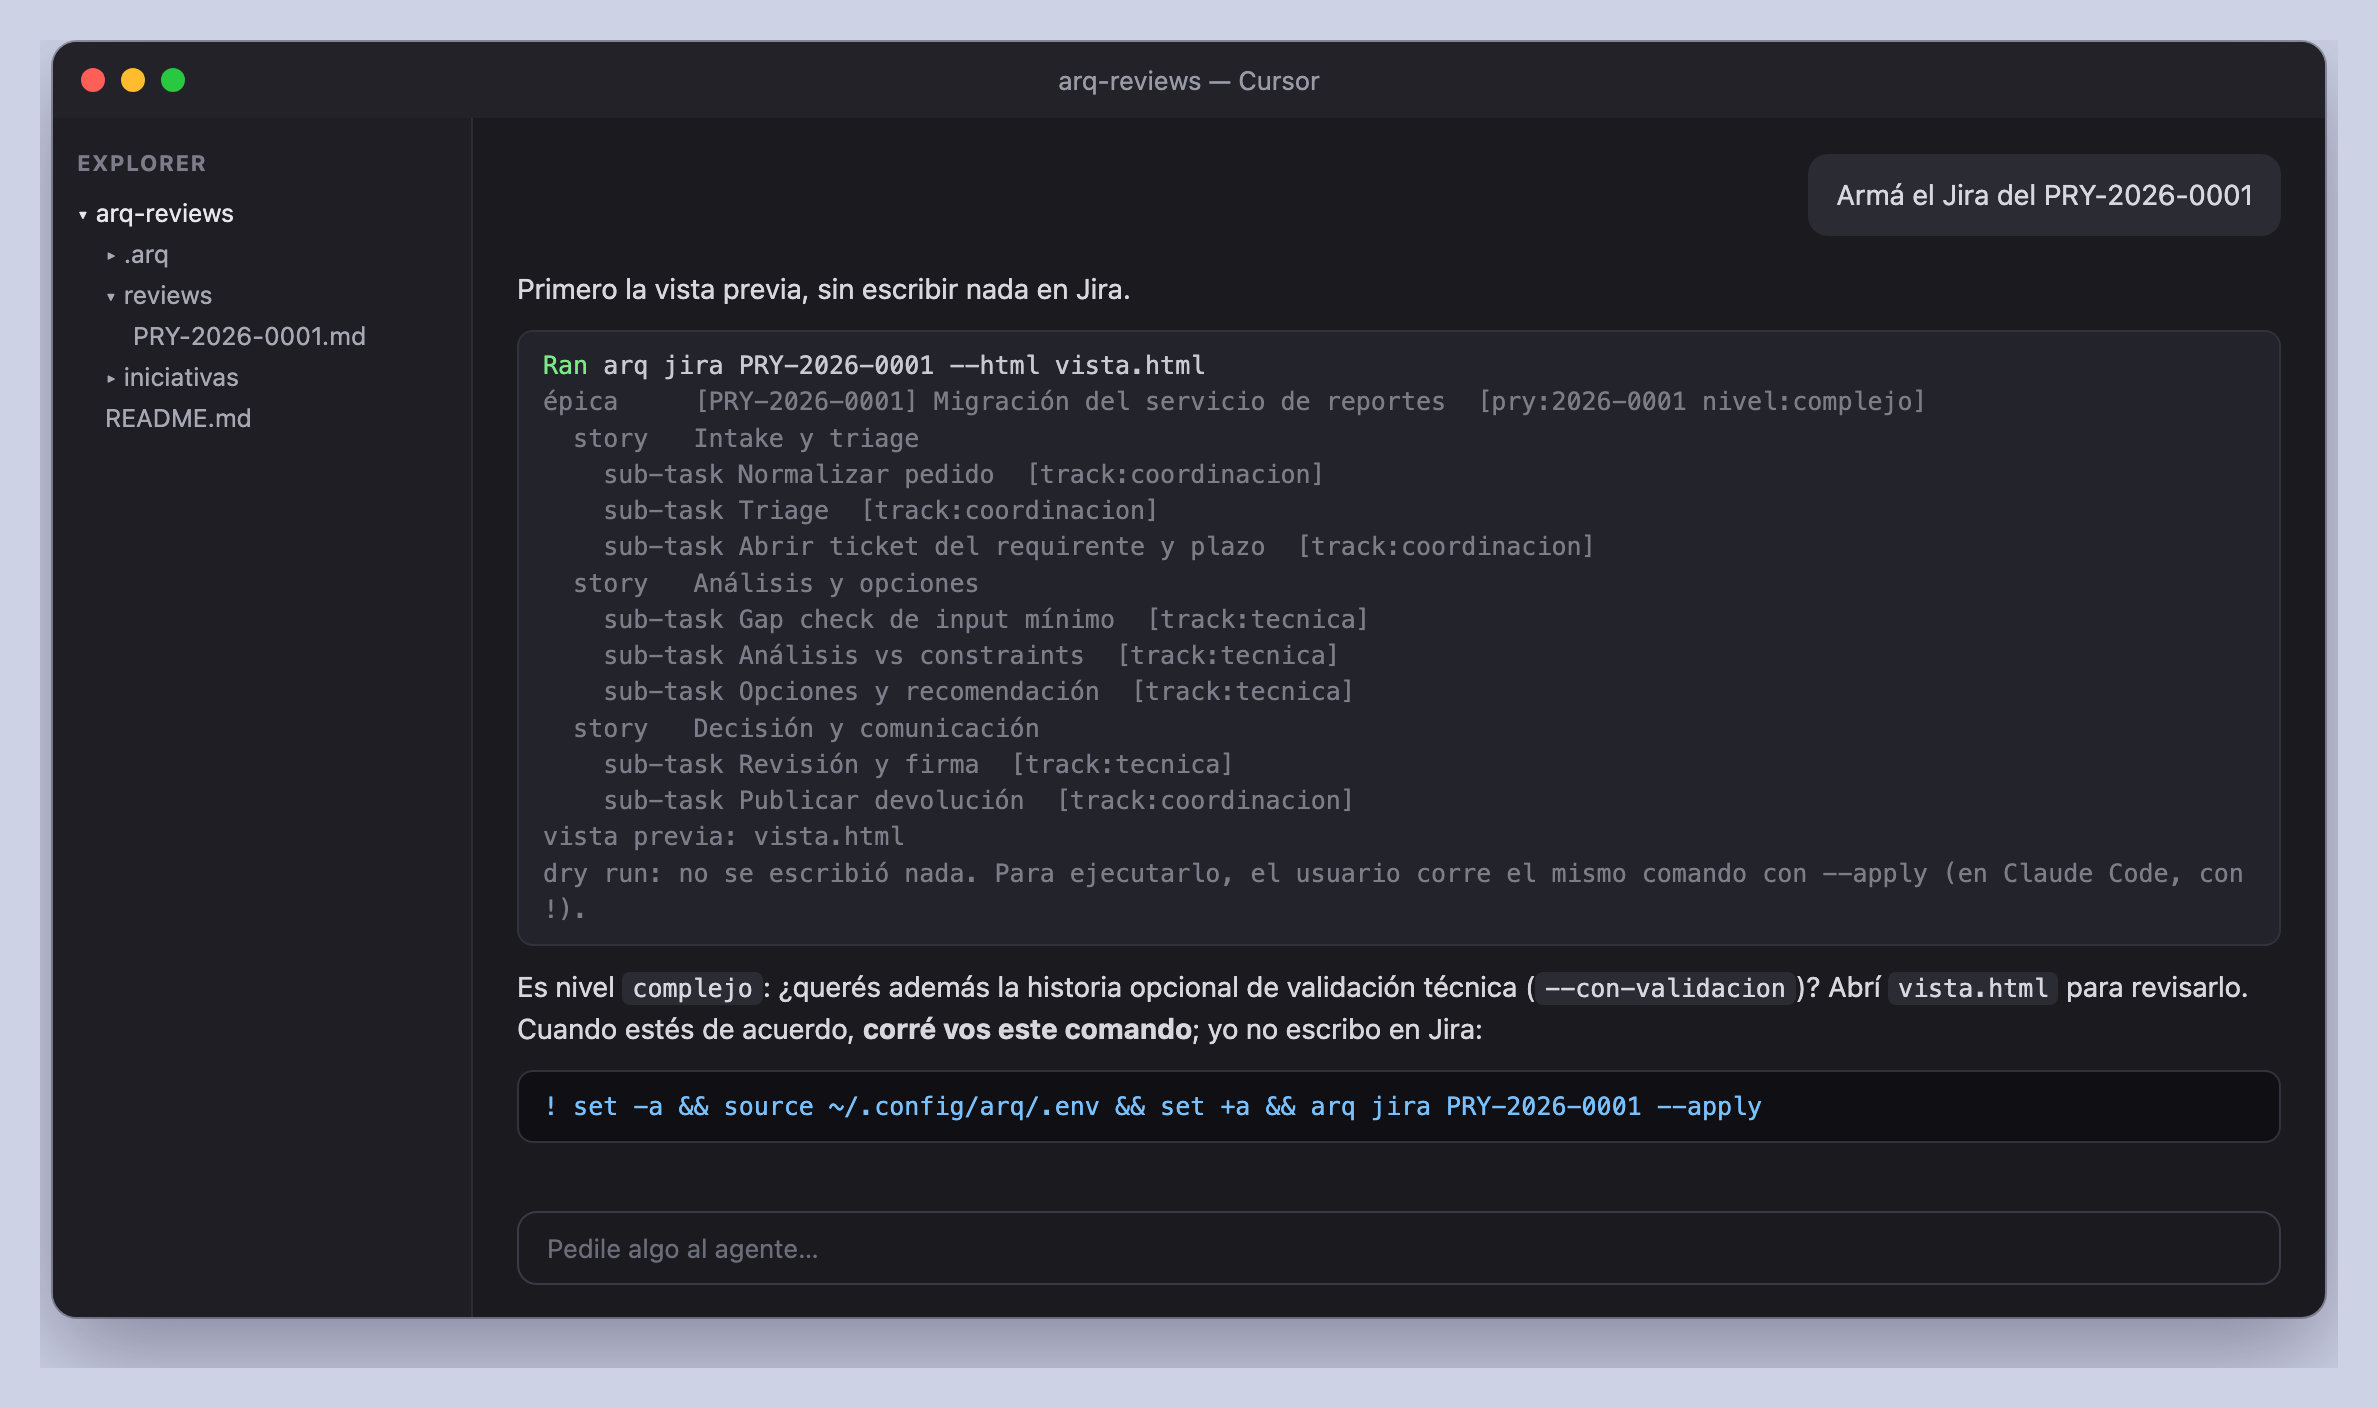 arq-reviews — Cursor
EXPLORER
▾ arq-reviews
▸ .arq
▾ reviews
PRY-2026-0001.md
▸ iniciativas
README.md
Armá el Jira del PRY-2026-0001
Primero la vista previa, sin escribir nada en Jira.
Ran arq jira PRY-2026-0001 --html vista.html
épica     [PRY-2026-0001] Migración del servicio de reportes  [pry:2026-0001 nivel:complejo]
  story   Intake y triage
    sub-task Normalizar pedido  [track:coordinacion]
    sub-task Triage  [track:coordinacion]
    sub-task Abrir ticket del requirente y plazo  [track:coordinacion]
  story   Análisis y opciones
    sub-task Gap check de input mínimo  [track:tecnica]
    sub-task Análisis vs constraints  [track:tecnica]
    sub-task Opciones y recomendación  [track:tecnica]
  story   Decisión y comunicación
    sub-task Revisión y firma  [track:tecnica]
    sub-task Publicar devolución  [track:coordinacion]
vista previa: vista.html
dry run: no se escribió nada. Para ejecutarlo, el usuario corre el mismo comando con --apply (en Claude Code, con
!).
Es nivel complejo: ¿querés además la historia opcional de validación técnica (--con-validacion)? Abrí vista.html para revisarlo.
Cuando estés de acuerdo, corré vos este comando; yo no escribo en Jira:
! set -a && source ~/.config/arq/.env && set +a && arq jira PRY-2026-0001 --apply
Pedile algo al agente...